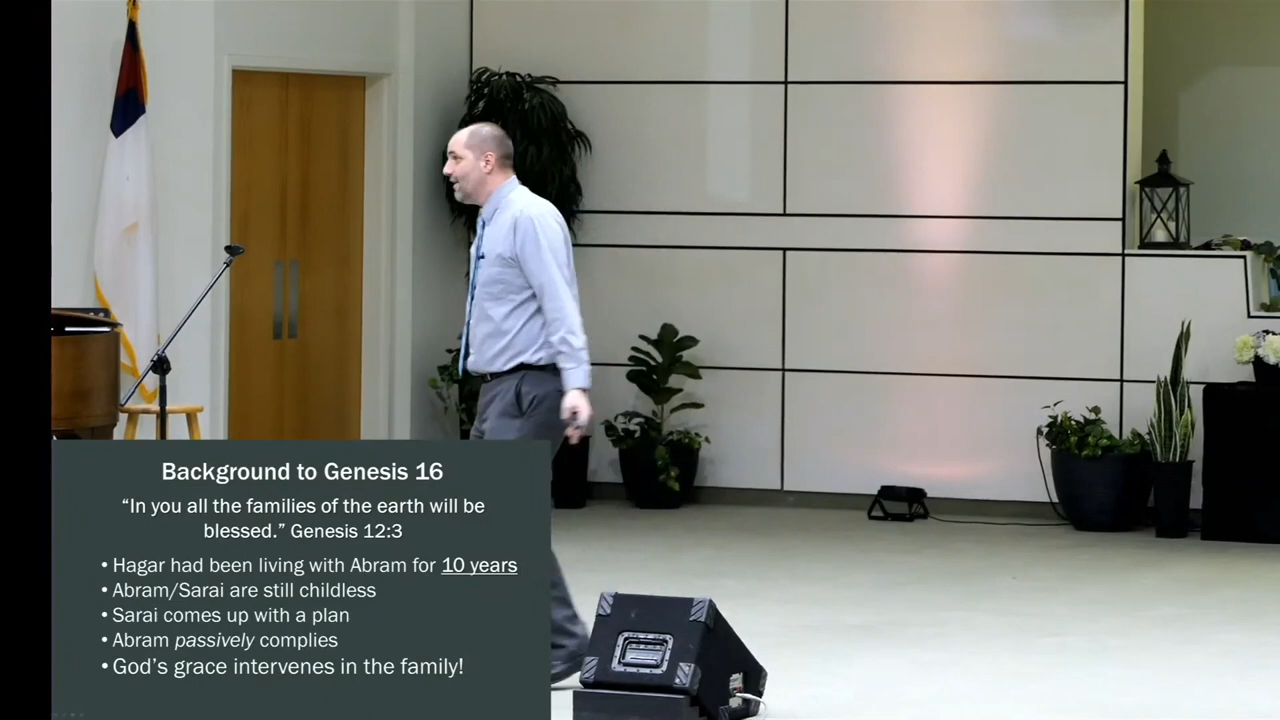 Background to Genesis 16
“In you all the families of the earth will be
blessed.” Genesis 12:3
• Hagar had been living with Abram for 10 years
• Abram/Sarai are still childless
• Sarai comes up with a plan
• Abram passively complies
• God’s grace intervenes in the family!